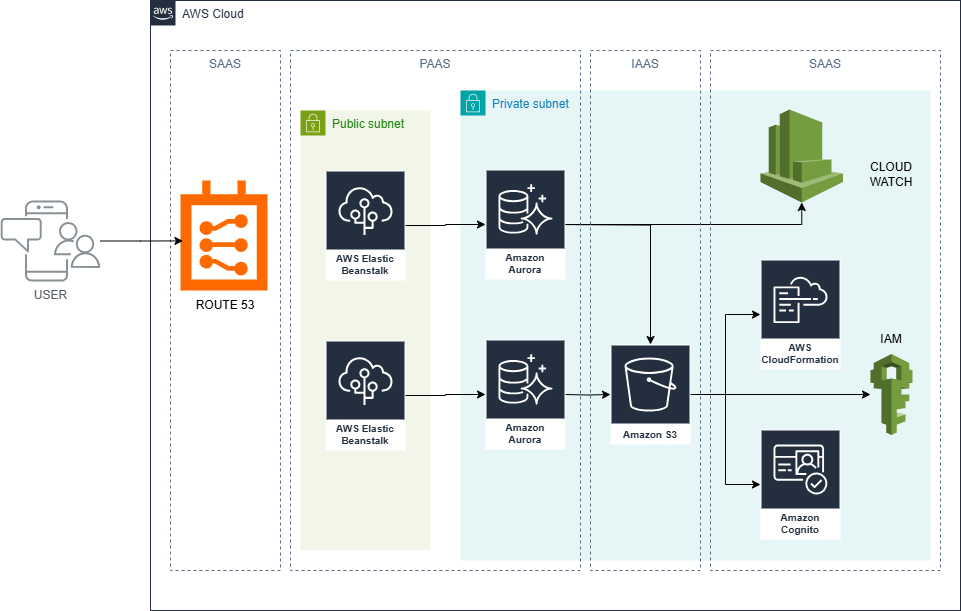 aws
AWS Cloud
SAAS
PAAS
IAAS
SAAS
Private subnet
Public subnet
CLOUD
WATCH
AWS Elastic
Beanstalk
Amazon
Aurora
USER
ROUTE 53
AWS
CloudFormation
IAM
AWS Elastic
Beanstalk
Amazon
Aurora
Amazon S3
Amazon
Cognito